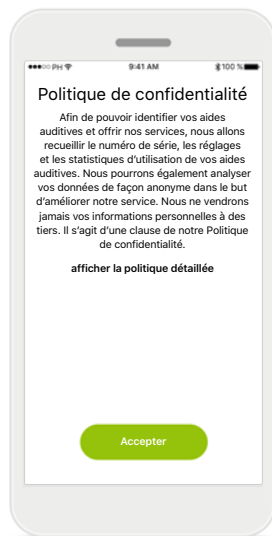 ●●●○○ PH 9:41 AM 100 %
Politique de confidentialité
Afin de pouvoir identifier vos aides
auditives et offrir nos services, nous allons
recueillir le numéro de série, les réglages
et les statistiques d’utilisation de vos aides
auditives. Nous pourrons également analyser
vos données de façon anonyme dans le but
d’améliorer notre service. Nous ne vendrons
jamais vos informations personnelles à des
tiers. Il s’agit d’une clause de notre Politique
de confidentialité.
afficher la politique détaillée
Accepter